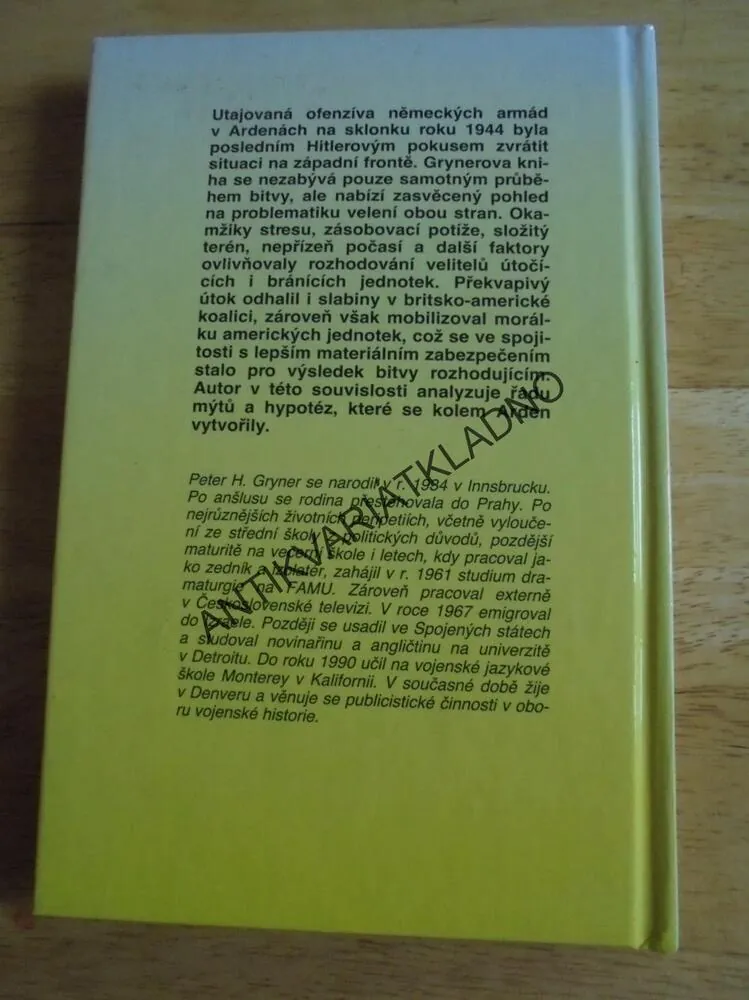 Utajovaná ofenzíva německých armád
v Ardenách na sklonku roku 1944 byla
posledním Hitlerovým pokusem zvrátit
situaci na západní frontě. Grynerova kni-
ha se nezabývá pouze samotným průbě-
hem bitvy, ale nabízí zasvěcený pohled
na problematiku velení obou stran. Oka-
mžiky stresu, zásobovací potíže, složitý
terén, nepřízeň počasí a další faktory
ovlivňovaly rozhodování velitelů útočí-
cích i bránících jednotek. Překvapivý
útok odhalil i slabiny v britsko-americké
koalici, zároveň však mobilizoval morál-
ku amerických jednotek, což se ve spoji-
tosti s lepším materiálním zabezpečením
stalo pro výsledek bitvy rozhodujícím.
Autor v této souvislosti analyzuje řadu
mýtů a hypotéz, které se kolem Arden
vytvořily.
Peter H. Gryner se narodil v r. 1934 v Innsbrucku.
Po anšlusu se rodina přestěhovala do Prahy. Po
nejrůznějších životních peripetiích, včetně vylouče-
ní ze střední školy z politických důvodů, pozdější
maturitě na večerní škole i letech, kdy pracoval ja-
ko zedník a izolatér, zahájil v r. 1961 studium dra-
maturgie na FAMU. Zároveň pracoval externě
v Československé televizi. V roce 1967 emigroval
do Izraele. Později se usadil ve Spojených státech
a studoval novinařinu a angličtinu na univerzitě
v Detroitu. Do roku 1990 učil na vojenské jazykové
škole Monterey v Kalifornii. V současné době žije
v Denveru a věnuje se publicistické činnosti v obo-
ru vojenské historie.
ANTIKVARIATKLADNO